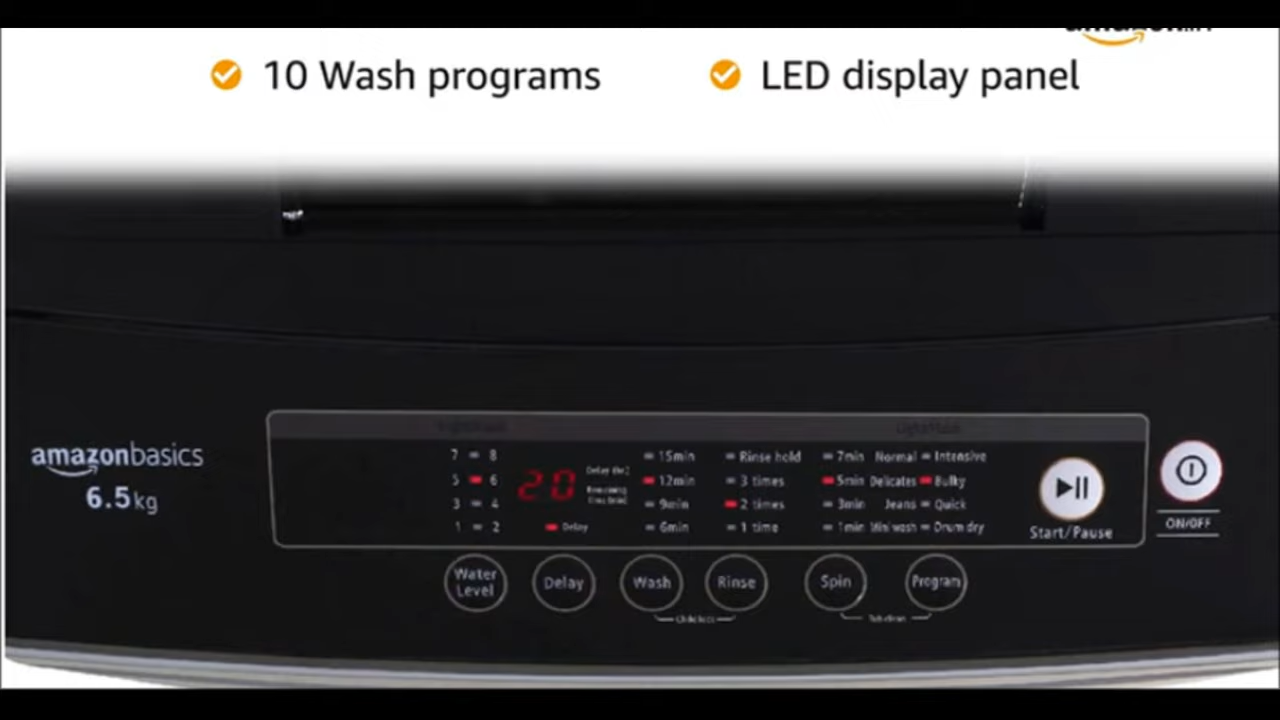 10 Wash programs
LED display panel
amazonbasics
6.5kg
7 8
5 6
3 4
1 2
20
Delay
15min
12min
9min
6min
Rinse hold
3 times
2 times
1 time
7min
5min
3min
1min
Normal Intensive
Delicates Bulky
Jeans Quick
Mini wash Drum dry
Start/Pause
ON/OFF
Water
Level
Delay
Wash
Rinse
Spin
Program